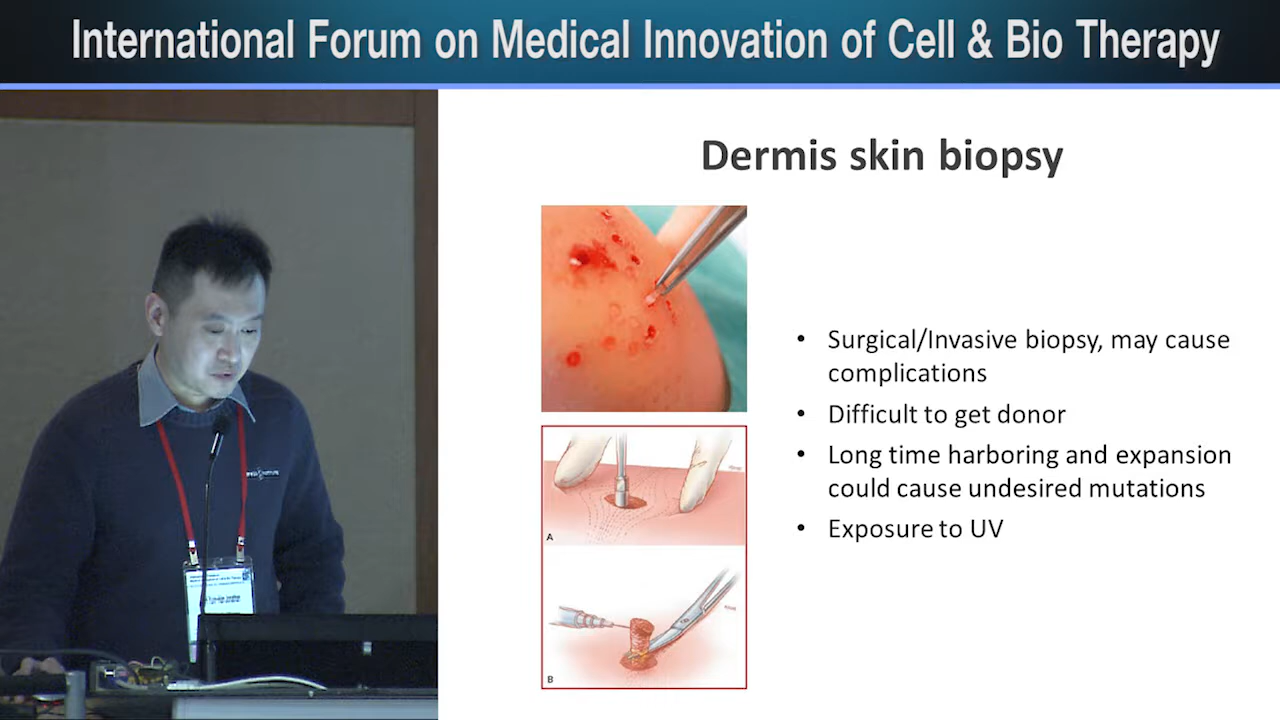 International Forum on Medical Innovation of Cell & Bio Therapy
Dermis skin biopsy
• Surgical/Invasive biopsy, may cause
complications
• Difficult to get donor
• Long time harboring and expansion
could cause undesired mutations
• Exposure to UV
A
B